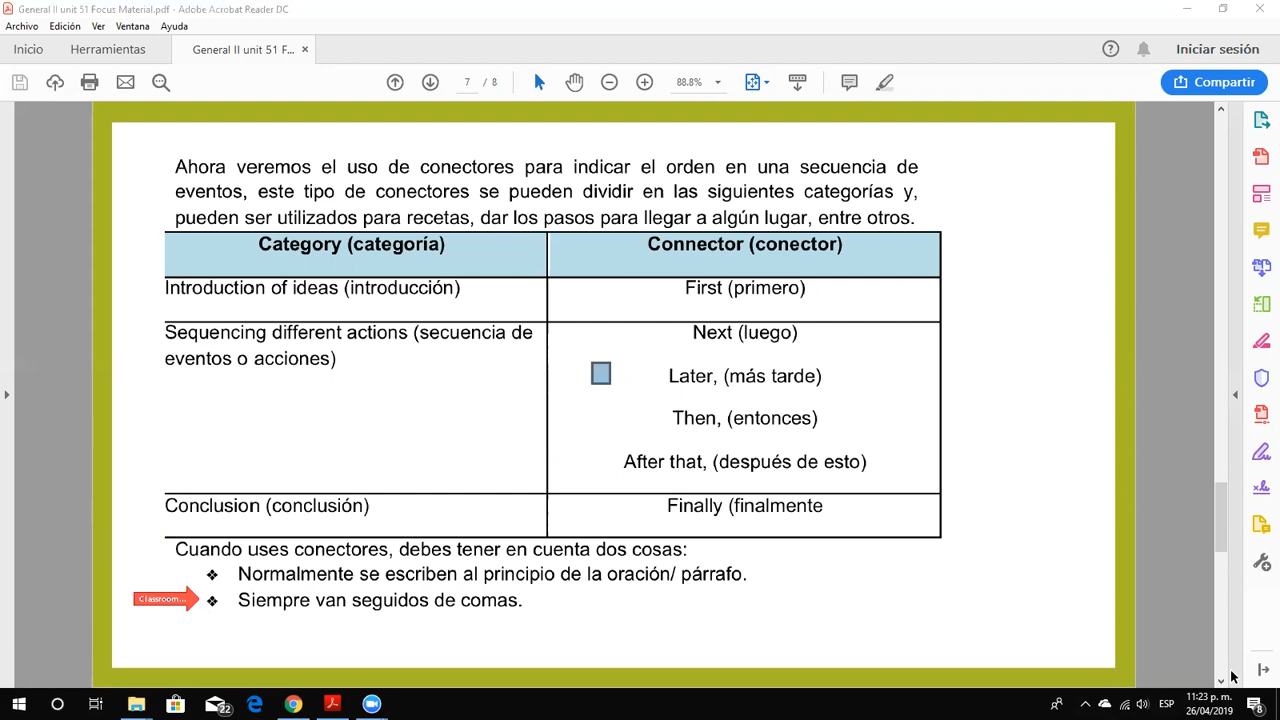 General II unit 51 Focus Material.pdf - Adobe Acrobat Reader DC
Archivo Edición Ver Ventana Ayuda
Inicio Herramientas General II unit 51 F... × Iniciar sesión
7 / 8 88.8% Compartir
Ahora veremos el uso de conectores para indicar el orden en una secuencia de
eventos, este tipo de conectores se pueden dividir en las siguientes categorías y,
pueden ser utilizados para recetas, dar los pasos para llegar a algún lugar, entre otros.
Category (categoría) Connector (conector)
Introduction of ideas (introducción) First (primero)
Sequencing different actions (secuencia de
eventos o acciones)
Next (luego)
Later, (más tarde)
Then, (entonces)
After that, (después de esto)
Conclusion (conclusión) Finally (finalmente
Cuando uses conectores, debes tener en cuenta dos cosas:
❖ Normalmente se escriben al principio de la oración/ párrafo.
Classroom... ❖ Siempre van seguidos de comas.
22 ESP 11:23 p. m.
26/04/2019 8